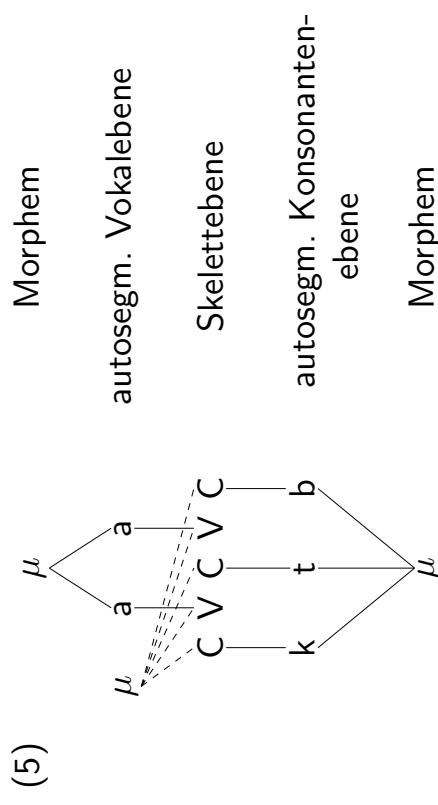 (5)
μ Morphem
a a autosegm. Vokalebene
μ
C V C V C Skelettebene
k t b autosegm. Konsonanten-
ebene
μ Morphem